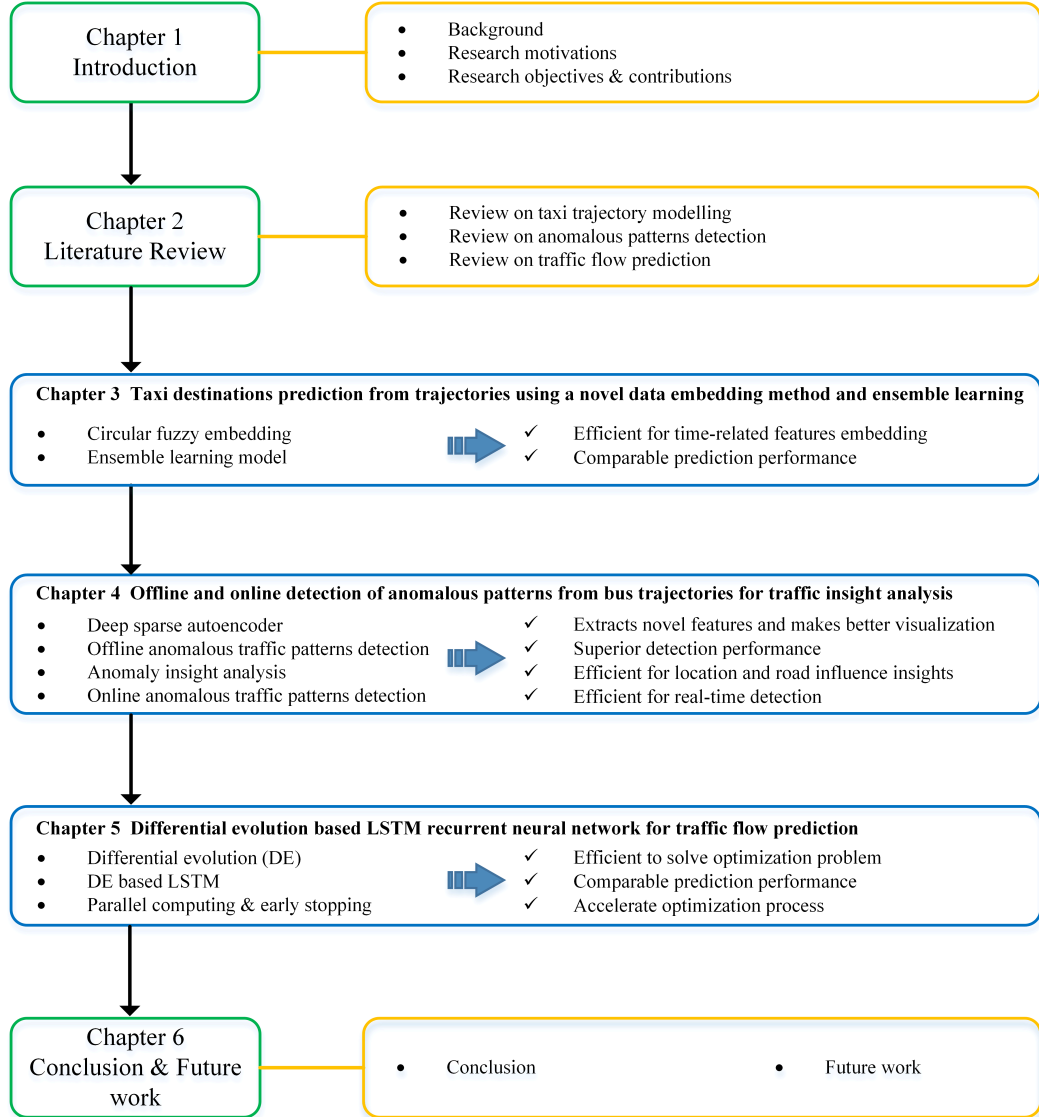 Chapter 1
Introduction
• Background
• Research motivations
• Research objectives & contributions
Chapter 2
Literature Review
• Review on taxi trajectory modelling
• Review on anomalous patterns detection
• Review on traffic flow prediction
Chapter 3 Taxi destinations prediction from trajectories using a novel data embedding method and ensemble learning
• Circular fuzzy embedding
• Ensemble learning model
✓ Efficient for time-related features embedding
✓ Comparable prediction performance
Chapter 4 Offline and online detection of anomalous patterns from bus trajectories for traffic insight analysis
• Deep sparse autoencoder
• Offline anomalous traffic patterns detection
• Anomaly insight analysis
• Online anomalous traffic patterns detection
✓ Extracts novel features and makes better visualization
✓ Superior detection performance
✓ Efficient for location and road influence insights
✓ Efficient for real-time detection
Chapter 5 Differential evolution based LSTM recurrent neural network for traffic flow prediction
• Differential evolution (DE)
• DE based LSTM
• Parallel computing & early stopping
✓ Efficient to solve optimization problem
✓ Comparable prediction performance
✓ Accelerate optimization process
Chapter 6
Conclusion & Future
work
• Conclusion
• Future work